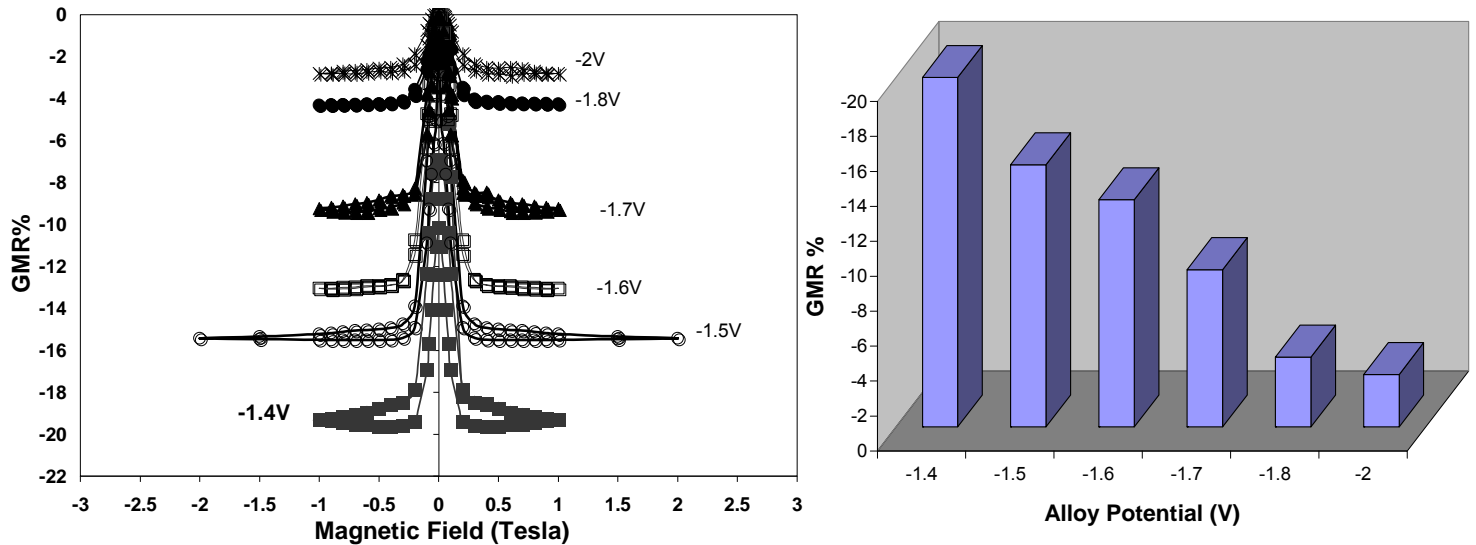 0
-2
-4
-6
-8
-10
-12
-14
-16
-18
-20
-22
GMR%
-3 -2.5 -2 -1.5 -1 -0.5 0 0.5 1 1.5 2 2.5 3
Magnetic Field (Tesla)
-2V
-1.8V
-1.7V
-1.6V
-1.5V
-1.4V
-20
-18
-16
-14
-12
-10
-8
-6
-4
-2
0
GMR %
-1.4 -1.5 -1.6 -1.7 -1.8 -2
Alloy Potential (V)